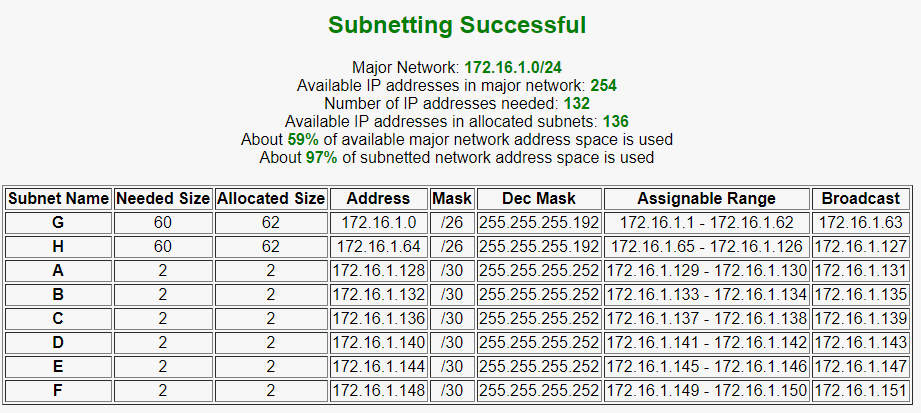 Subnetting Successful
Major Network: 172.16.1.0/24
Available IP addresses in major network: 254
Number of IP addresses needed: 132
Available IP addresses in allocated subnets: 136
About 59% of available major network address space is used
About 97% of subnetted network address space is used
Subnet Name Needed Size Allocated Size Address Mask Dec Mask Assignable Range Broadcast
G 60 62 172.16.1.0 /26 255.255.255.192 172.16.1.1 - 172.16.1.62 172.16.1.63
H 60 62 172.16.1.64 /26 255.255.255.192 172.16.1.65 - 172.16.1.126 172.16.1.127
A 2 2 172.16.1.128 /30 255.255.255.252 172.16.1.129 - 172.16.1.130 172.16.1.131
B 2 2 172.16.1.132 /30 255.255.255.252 172.16.1.133 - 172.16.1.134 172.16.1.135
C 2 2 172.16.1.136 /30 255.255.255.252 172.16.1.137 - 172.16.1.138 172.16.1.139
D 2 2 172.16.1.140 /30 255.255.255.252 172.16.1.141 - 172.16.1.142 172.16.1.143
E 2 2 172.16.1.144 /30 255.255.255.252 172.16.1.145 - 172.16.1.146 172.16.1.147
F 2 2 172.16.1.148 /30 255.255.255.252 172.16.1.149 - 172.16.1.150 172.16.1.151